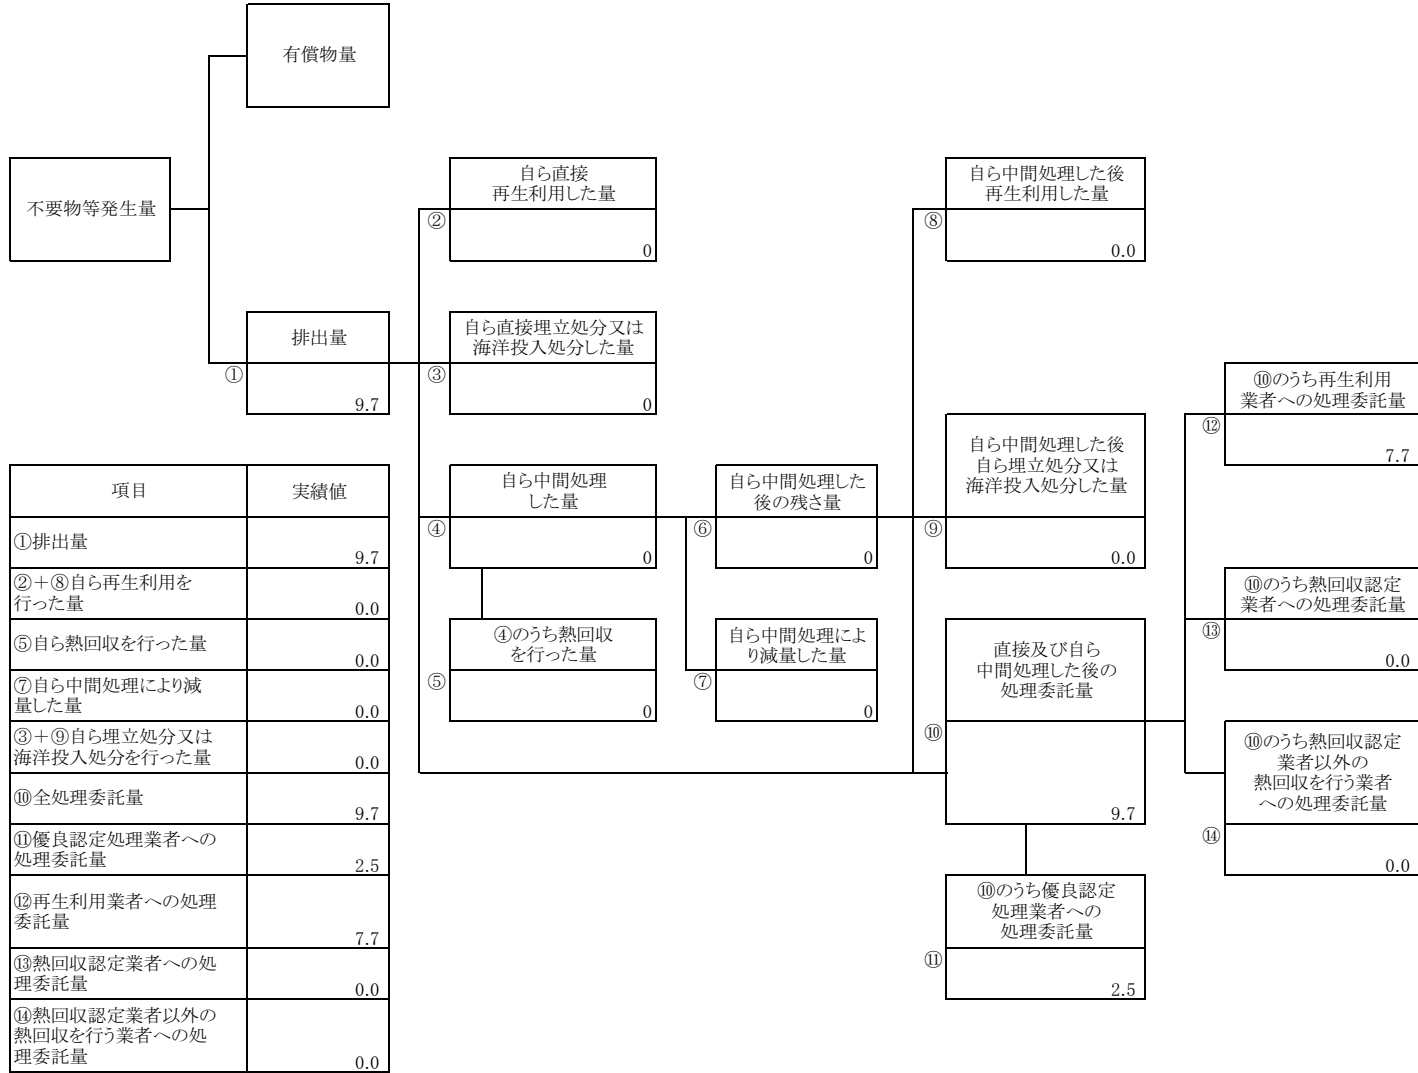 有償物量
不要物等発生量
自ら直接
再生利用した量
②
0
自ら中間処理した後
再生利用した量
⑧
0.0
排出量
①
9.7
自ら直接埋立処分又は
海洋投入処分した量
③
0
⑩のうち再生利用
業者への処理委託量
⑫
7.7
自ら中間処理
した量
④
0
自ら中間処理した
後の残さ量
⑥
0
自ら中間処理した後
自ら埋立処分又は
海洋投入処分した量
⑨
0.0
⑩のうち熱回収認定
業者への処理委託量
⑬
0.0
④のうち熱回収
を行った量
⑤
0
自ら中間処理によ
り減量した量
⑦
0
直接及び自ら
中間処理した後の
処理委託量
⑩
9.7
⑩のうち熱回収認定
業者以外の
熱回収を行う業者
への処理委託量
⑭
0.0
⑩のうち優良認定
処理業者への
処理委託量
⑪
2.5
項目 実績値
①排出量
9.7
②+⑧自ら再生利用を
行った量
0.0
⑤自ら熱回収を行った量
0.0
⑦自ら中間処理により減
量した量
0.0
③+⑨自ら埋立処分又は
海洋投入処分を行った量
0.0
⑩全処理委託量
9.7
⑪優良認定処理業者への
処理委託量
2.5
⑫再生利用業者への処理
委託量
7.7
⑬熱回収認定業者への処
理委託量
0.0
⑭熱回収認定業者以外の
熱回収を行う業者への処
理委託量
0.0